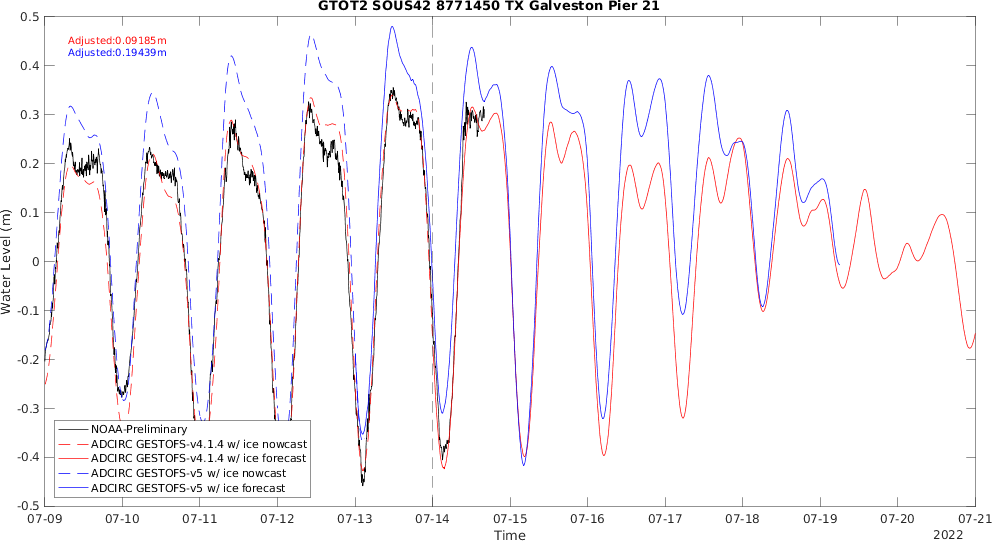 GTOT2 SOUS42 8771450 TX Galveston Pier 21
Adjusted:0.09185m
Adjusted:0.19439m
Water Level (m)
0.5
0.4
0.3
0.2
0.1
0
-0.1
-0.2
-0.3
-0.4
-0.5
NOAA-Preliminary
ADCIRC GESTOFS-v4.1.4 w/ ice nowcast
ADCIRC GESTOFS-v4.1.4 w/ ice forecast
ADCIRC GESTOFS-v5 w/ ice nowcast
ADCIRC GESTOFS-v5 w/ ice forecast
07-09 07-10 07-11 07-12 07-13 07-14 07-15 07-16 07-17 07-18 07-19 07-20 07-21
Time
2022